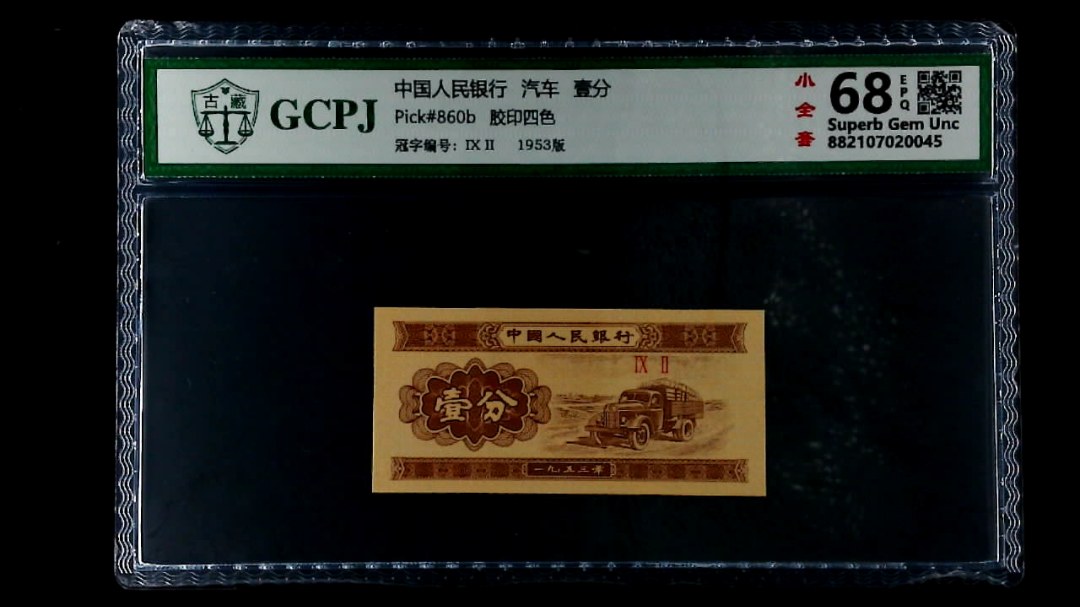 古藏
GCPJ
中国人民银行 汽车 壹分
Pick#860b 胶印四色
冠字编号：IX II 1953版
小全套
68
EPQ
Superb Gem Unc
882107020045
中國人民銀行
IX II
壹分
一九五三年